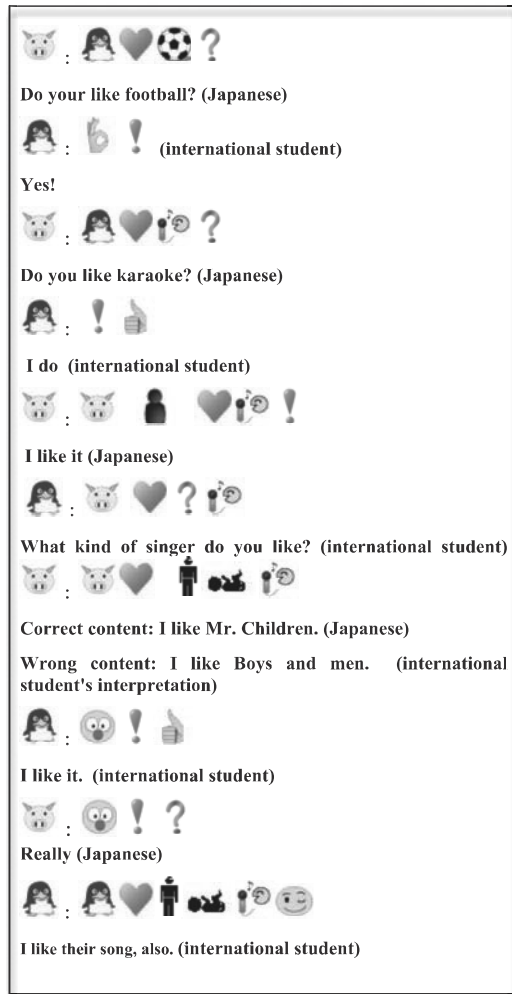 :
Do your like football? (Japanese)
: (international student)
Yes!
:
Do you like karaoke? (Japanese)
:
I do (international student)
:
I like it (Japanese)
:
What kind of singer do you like? (international student)
:
Correct content: I like Mr. Children. (Japanese)
Wrong content: I like Boys and men. (international
student's interpretation)
:
I like it. (international student)
:
Really (Japanese)
:
I like their song, also. (international student)